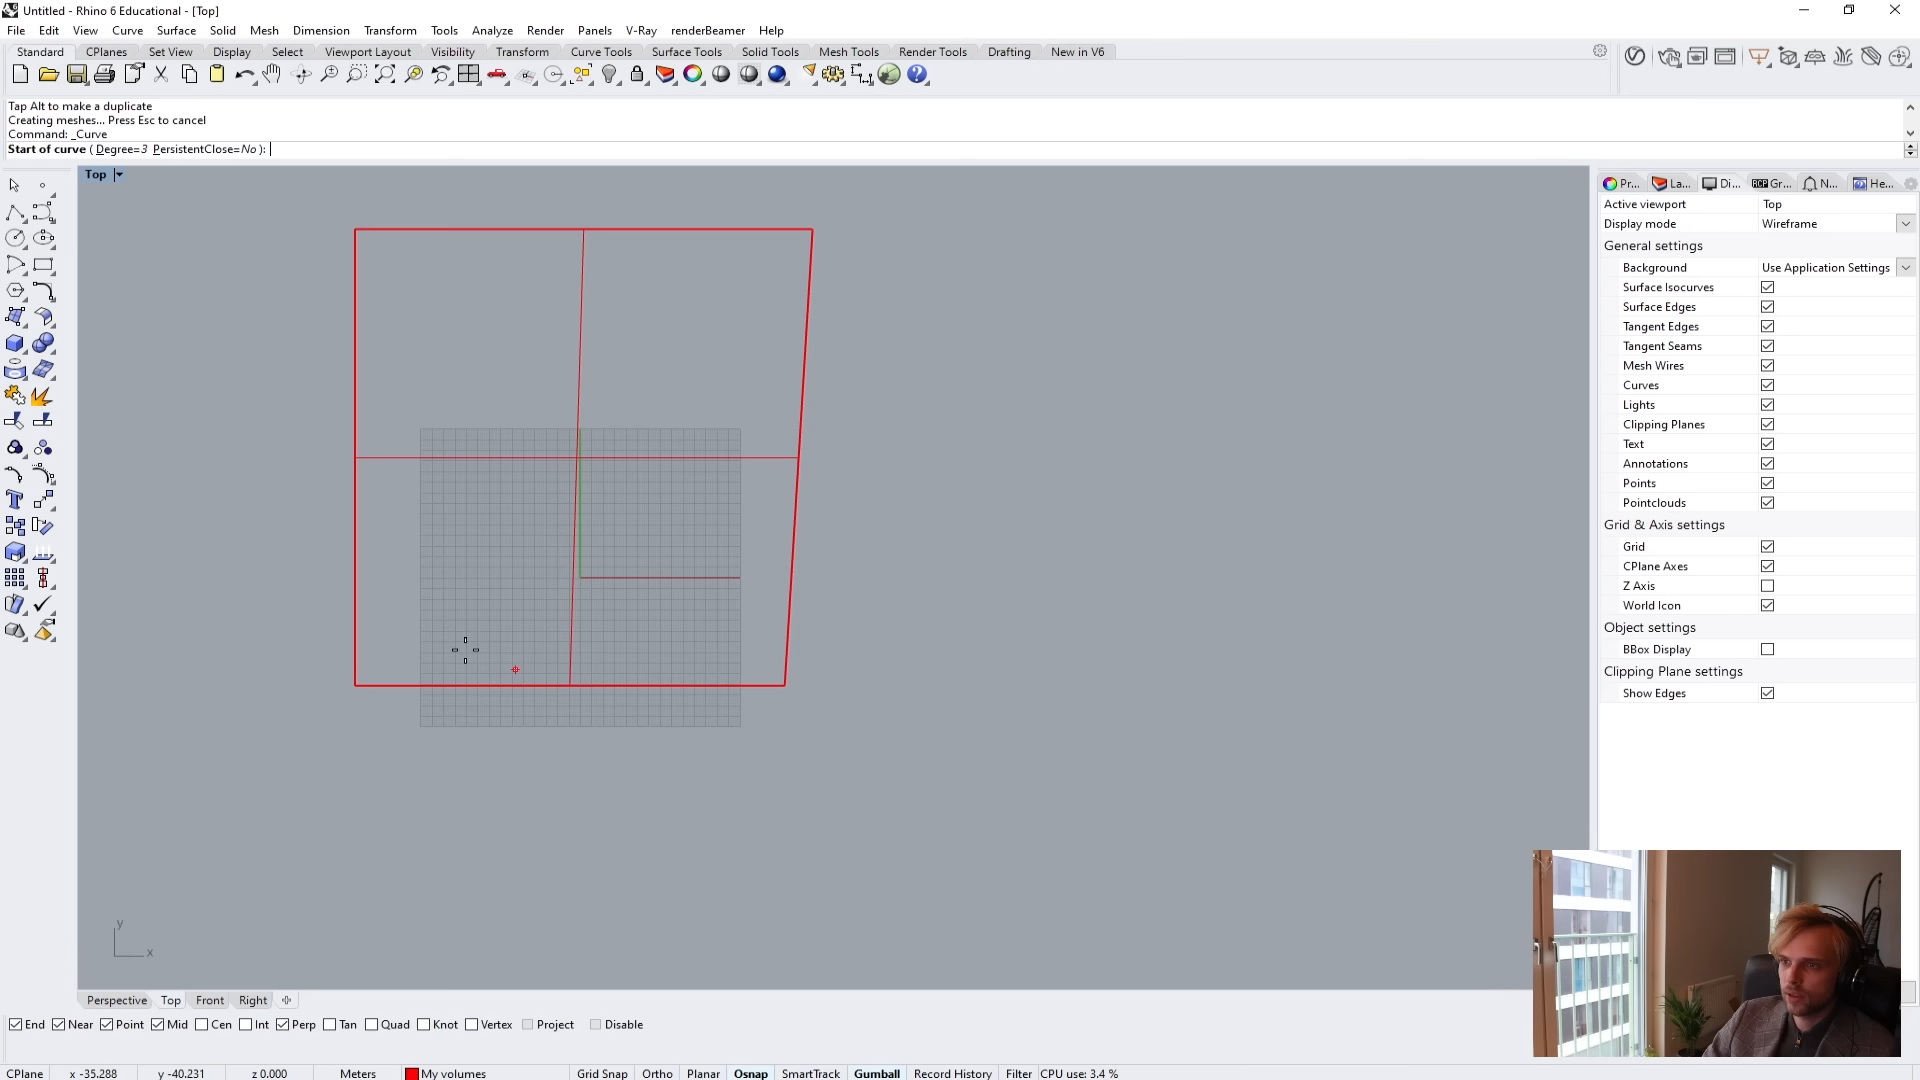 Untitled - Rhino 6 Educational - [Top]
File Edit View Curve Surface Solid Mesh Dimension Transform Tools Analyze Render Panels V-Ray renderBeamer Help
Standard CPlanes Set View Display Select Viewport Layout Visibility Transform Curve Tools Surface Tools Solid Tools Mesh Tools Render Tools Drafting New in V6
Tap Alt to make a duplicate
Creating meshes... Press Esc to cancel
Command: _Curve
Start of curve ( Degree=3 PersistentClose=No ):
Top
Pr... La... Di... RCP Gr... N... He...
Active viewport Top
Display mode Wireframe
General settings
Background Use Application Settings
Surface Isocurves
Surface Edges
Tangent Edges
Tangent Seams
Mesh Wires
Curves
Lights
Clipping Planes
Text
Annotations
Points
Pointclouds
Grid & Axis settings
Grid
CPlane Axes
Z Axis
World Icon
Object settings
BBox Display
Clipping Plane settings
Show Edges
y
x
Perspective Top Front Right
End Near Point Mid Cen Int Perp Tan Quad Knot Vertex Project Disable
CPlane x -35.288 y -40.231 z 0.000 Meters My volumes Grid Snap Ortho Planar Osnap SmartTrack Gumball Record History Filter CPU use: 3.4 %